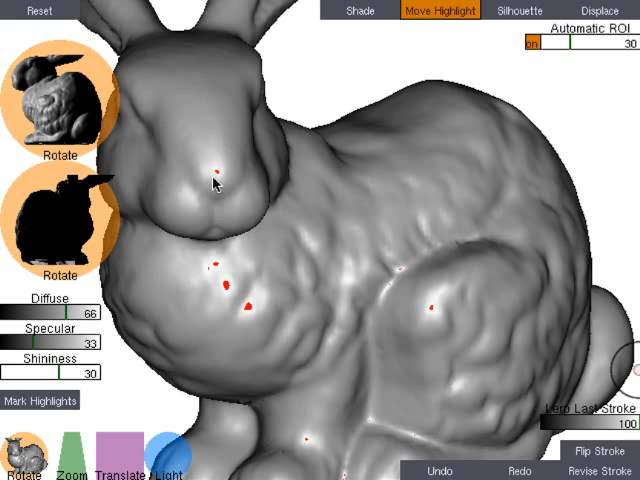 Reset
Shade
Move Highlight
Silhouette
Displace
Automatic ROI
on
30
Rotate
Rotate
Diffuse
66
Specular
33
Shininess
30
Mark Highlights
Lerp Last Stroke
100
Flip Stroke
Rotate
Zoom
Translate
Light
Undo
Redo
Revise Stroke